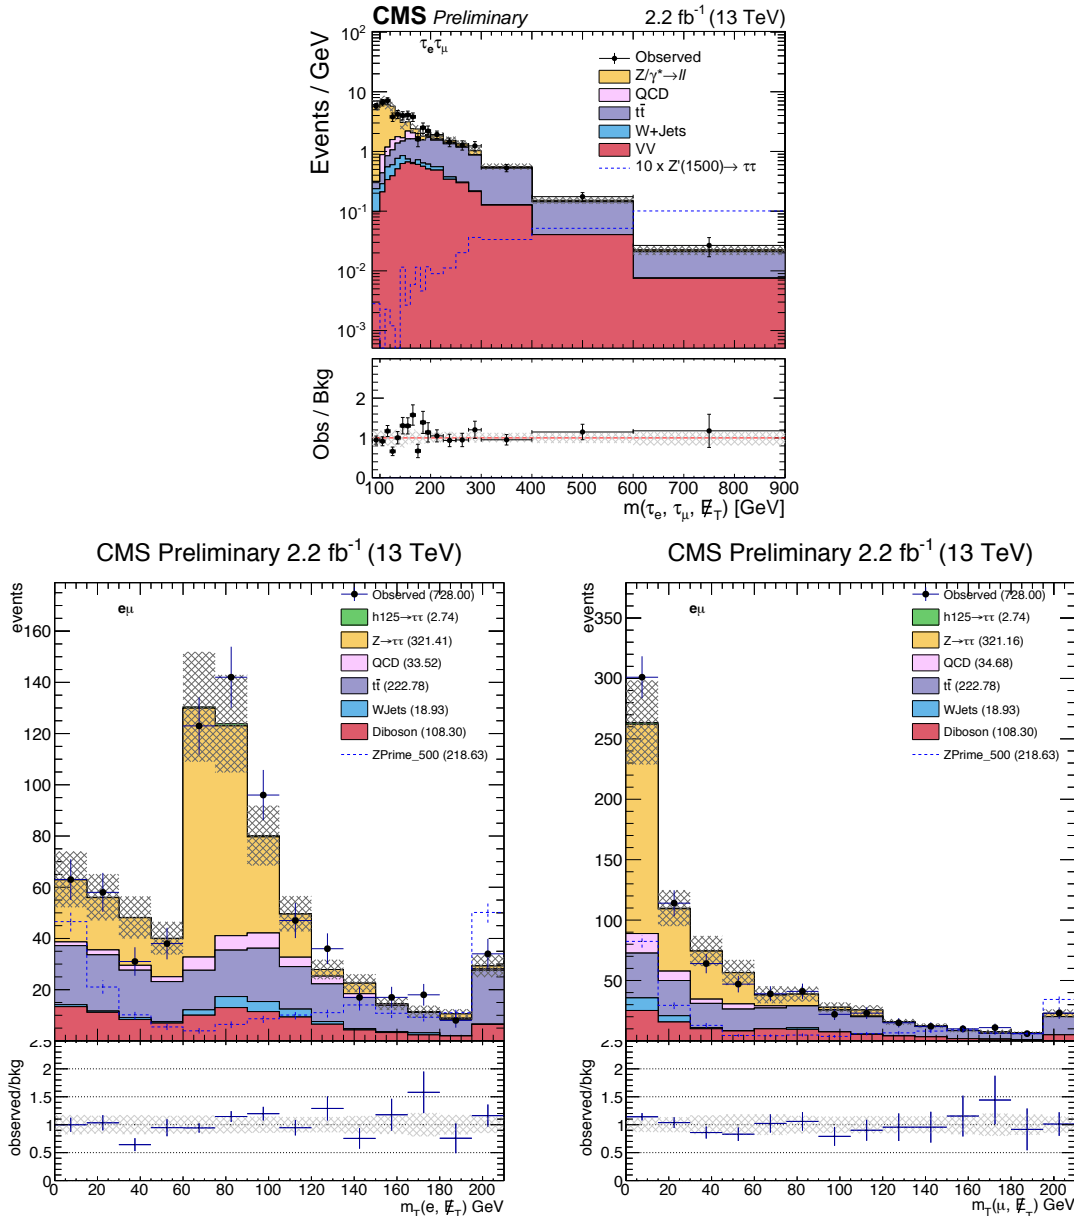 CMS Preliminary 2.2 fb⁻¹ (13 TeV)
τₑτμ
Events / GeV
10²
10
1
10⁻¹
10⁻²
10⁻³
Observed
Z/γ*→ll
QCD
tt̄
W+Jets
VV
10 x Z'(1500)→ ττ
Obs / Bkg
2
1
0
100 200 300 400 500 600 700 800 900
m(τₑ, τμ, E̸_T) [GeV]
CMS Preliminary 2.2 fb⁻¹ (13 TeV)
events
eμ
160
140
120
100
80
60
40
20
Observed (728.00)
h125→ττ (2.74)
Z→ττ (321.41)
QCD (33.52)
tt̄ (222.78)
WJets (18.93)
Diboson (108.30)
ZPrime_500 (218.63)
observed/bkg
2.5
2
1.5
1
0.5
0
0 20 40 60 80 100 120 140 160 180 200
m_T(e, E̸_T) GeV
CMS Preliminary 2.2 fb⁻¹ (13 TeV)
events
eμ
350
300
250
200
150
100
50
Observed (728.00)
h125→ττ (2.74)
Z→ττ (321.16)
QCD (34.68)
tt̄ (222.78)
WJets (18.93)
Diboson (108.30)
ZPrime_500 (218.63)
observed/bkg
2.5
2
1.5
1
0.5
0
0 20 40 60 80 100 120 140 160 180 200
m_T(μ, E̸_T) GeV